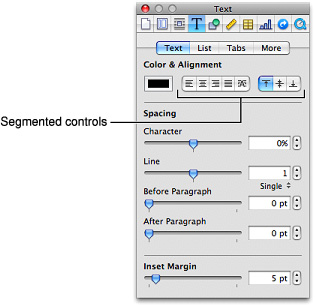 Text
T
Text List Tabs More
Color & Alignment
Segmented controls
Spacing
Character
0%
Line
1
Single
Before Paragraph
0 pt
After Paragraph
0 pt
Inset Margin
5 pt